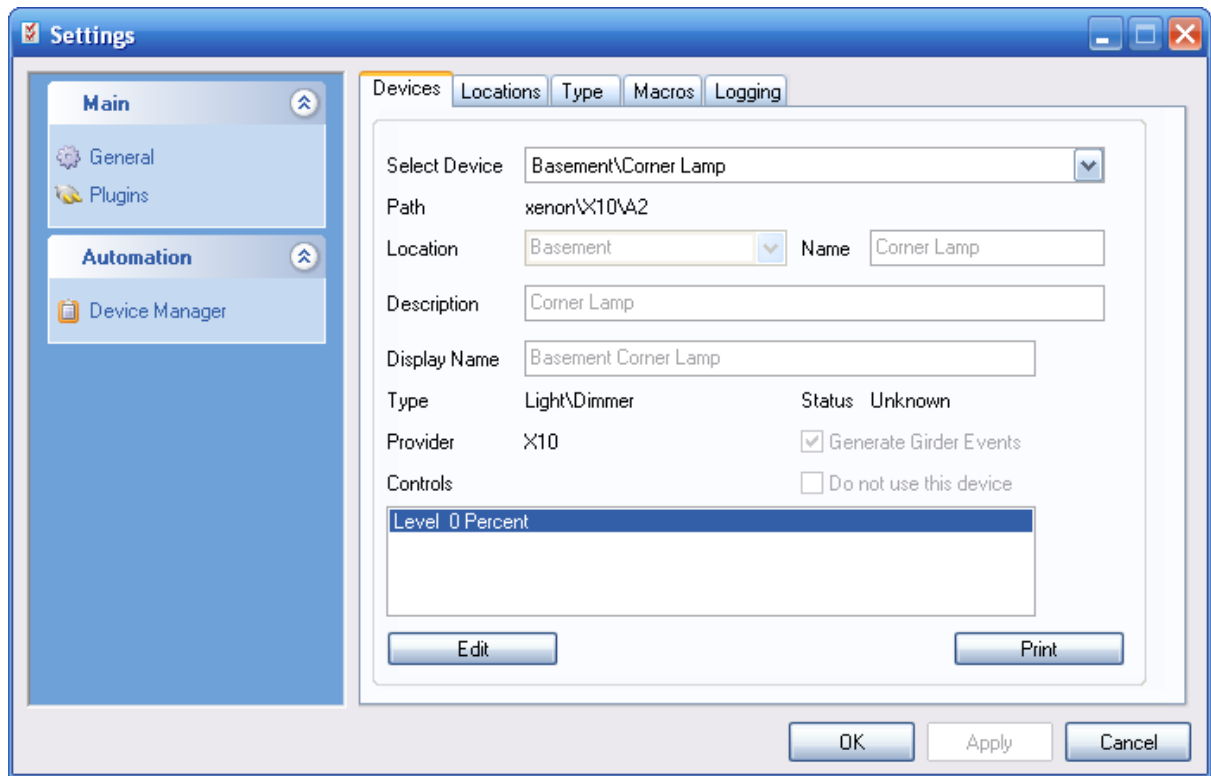 Settings
Main
General
Plugins
Automation
Device Manager
Devices Locations Type Macros Logging
Select Device Basement\Corner Lamp
Path xenon\X10\A2
Location Basement Name Corner Lamp
Description Corner Lamp
Display Name Basement Corner Lamp
Type Light\Dimmer Status Unknown
Provider X10 Generate Girder Events
Controls Do not use this device
Level 0 Percent
Edit Print
OK Apply Cancel